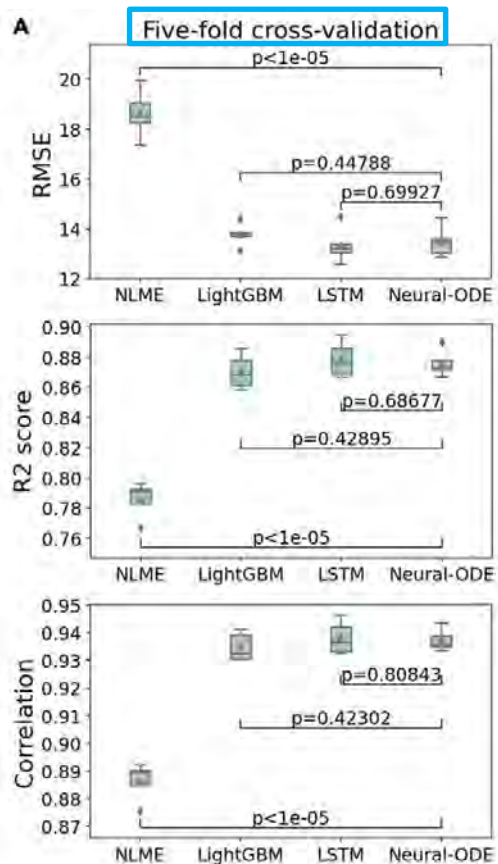 A
Five-fold cross-validation
p<1e-05
20
18
16
14
12
RMSE
p=0.44788
p=0.69927
NLME LightGBM LSTM Neural-ODE
0.90
0.88
0.86
0.84
0.82
0.80
0.78
0.76
R2 score
p=0.68677
p=0.42895
p<1e-05
NLME LightGBM LSTM Neural-ODE
0.95
0.94
0.93
0.92
0.91
0.90
0.89
0.88
0.87
Correlation
p=0.80843
p=0.42302
p<1e-05
NLME LightGBM LSTM Neural-ODE